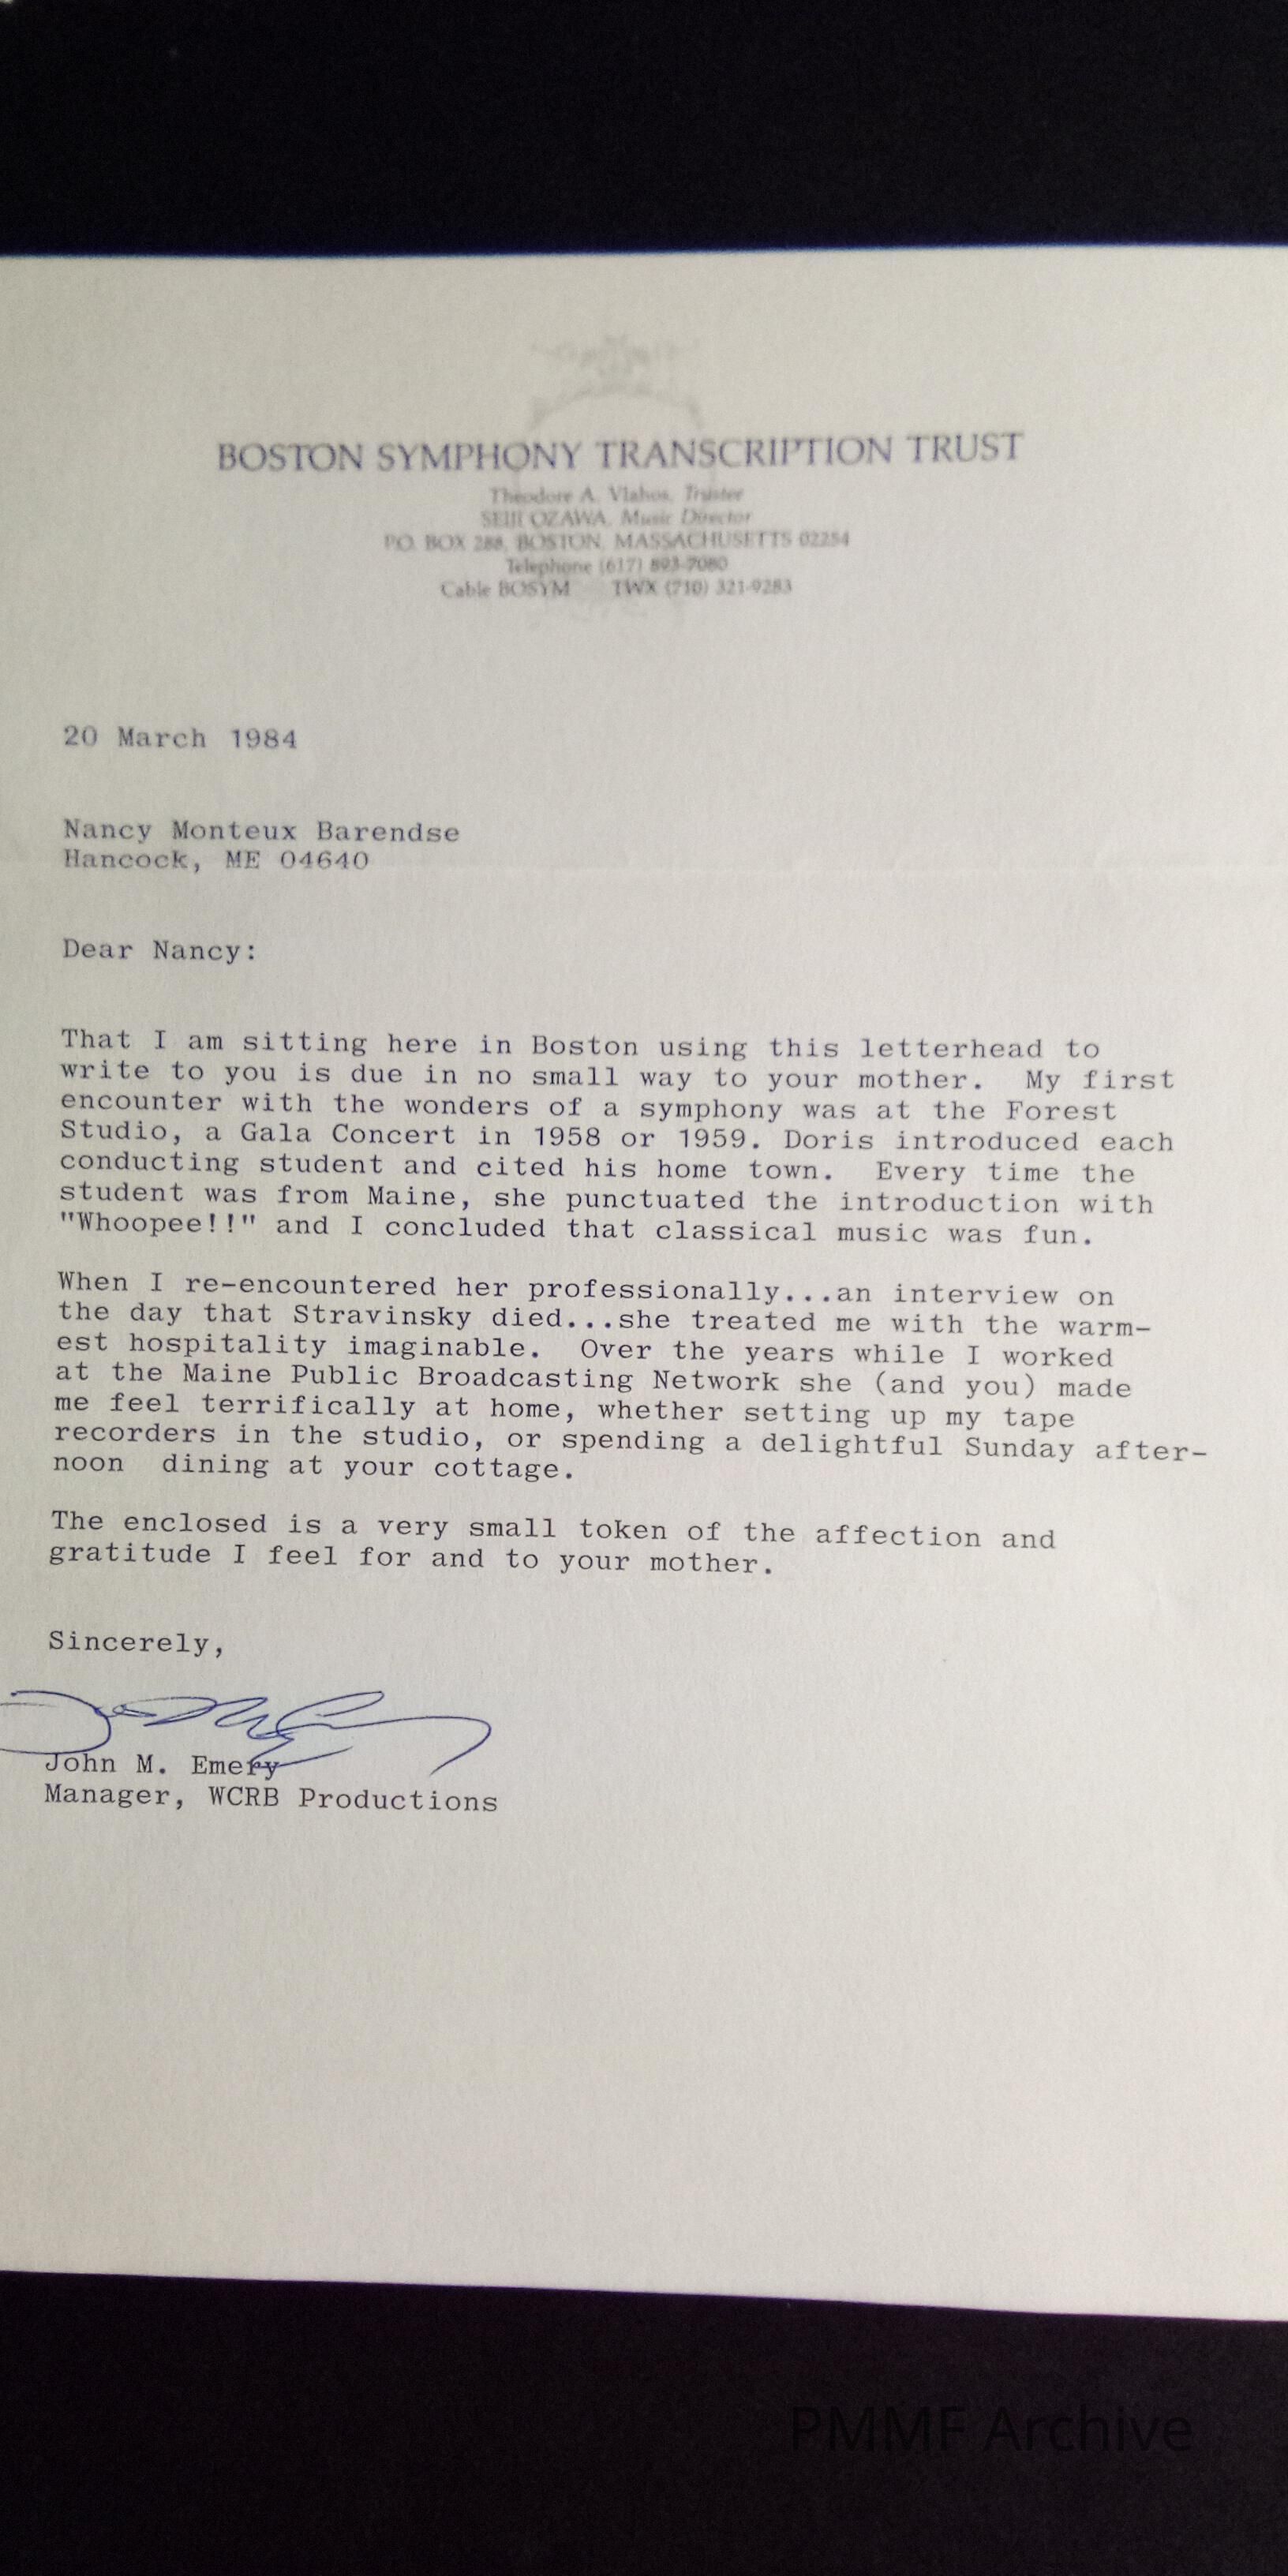 BOSTON SYMPHONY TRANSCRIPTION TRUST
Theodore A. Vlahos, Trustee
SEIJI OZAWA, Music Director
P.O. BOX 288, BOSTON, MASSACHUSETTS 02254
Telephone (617) 893-7080
Cable BOSYM TWX (710) 321-9283
20 March 1984
Nancy Monteux Barendse
Hancock, ME 04640
Dear Nancy:
That I am sitting here in Boston using this letterhead to
write to you is due in no small way to your mother. My first
encounter with the wonders of a symphony was at the Forest
Studio, a Gala Concert in 1958 or 1959. Doris introduced each
conducting student and cited his home town. Every time the
student was from Maine, she punctuated the introduction with
"Whoopee!!" and I concluded that classical music was fun.
When I re-encountered her professionally...an interview on
the day that Stravinsky died...she treated me with the warm-
est hospitality imaginable. Over the years while I worked
at the Maine Public Broadcasting Network she (and you) made
me feel terrifically at home, whether setting up my tape
recorders in the studio, or spending a delightful Sunday after-
noon dining at your cottage.
The enclosed is a very small token of the affection and
gratitude I feel for and to your mother.
Sincerely,
John M. Emery
Manager, WCRB Productions
PMMF Archive